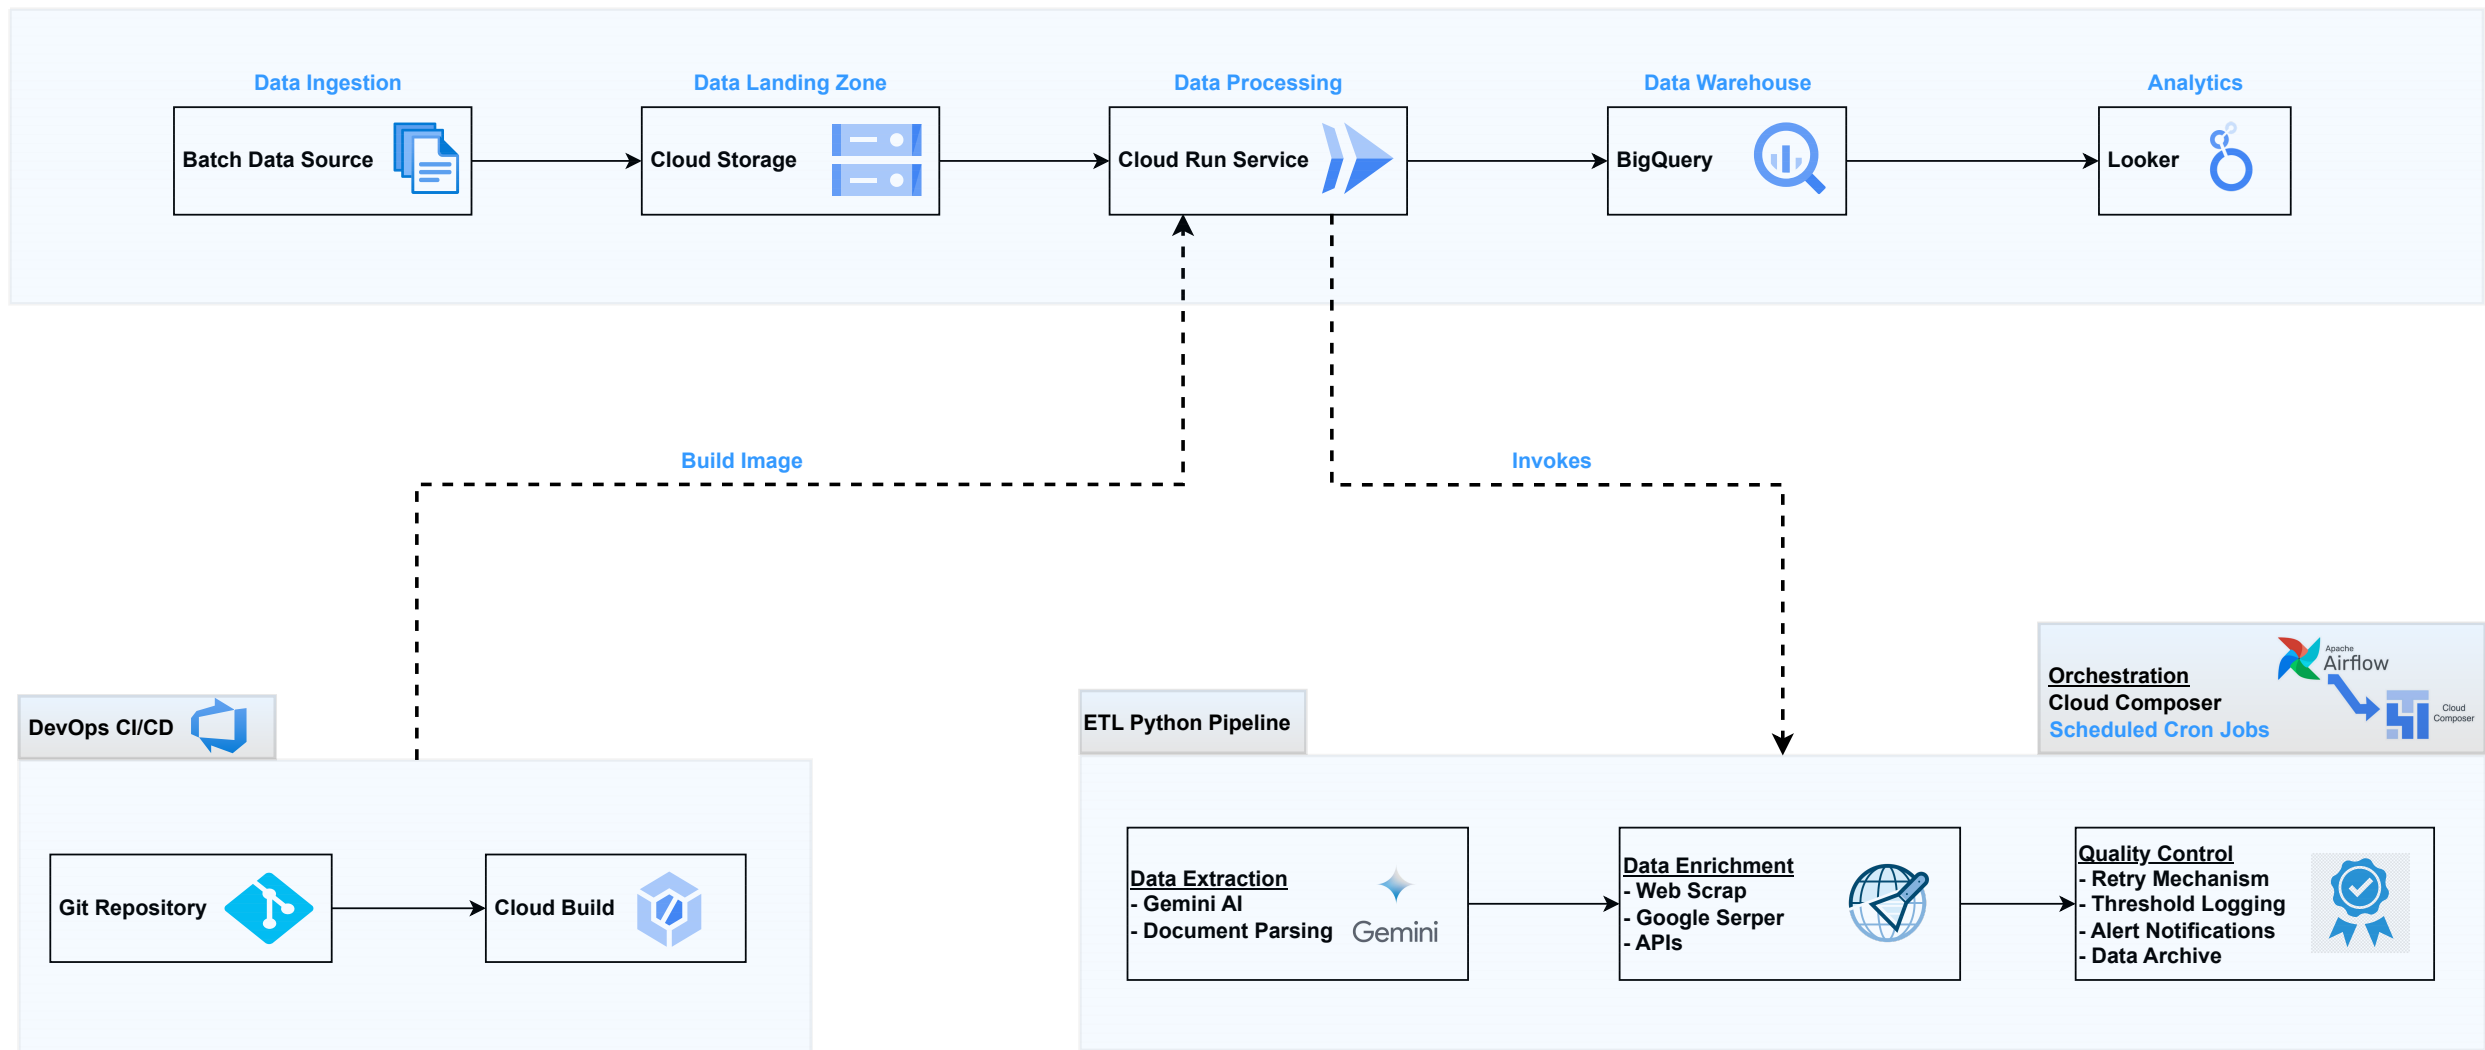 Data Ingestion
Data Landing Zone
Data Processing
Data Warehouse
Analytics
Batch Data Source
Cloud Storage
Cloud Run Service
BigQuery
Looker
Build Image
Invokes
DevOps CI/CD
Git Repository
Cloud Build
ETL Python Pipeline
Orchestration
Cloud Composer
Scheduled Cron Jobs
Apache
Airflow
Cloud
Composer
Data Extraction
- Gemini AI
- Document Parsing
Gemini
Data Enrichment
- Web Scrap
- Google Serper
- APIs
Quality Control
- Retry Mechanism
- Threshold Logging
- Alert Notifications
- Data Archive